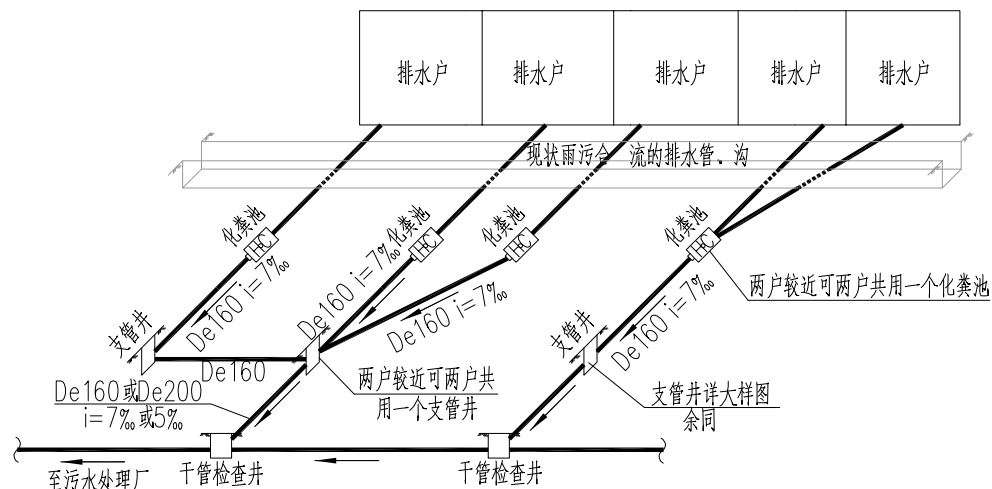 排水户
排水户
排水户
排水户
排水户
现状雨污合 流的排水管、沟
化粪池
HC
化粪池
HC
化粪池
HC
化粪池
HC
De160 i=7‰
De160 i=7‰
De160 i=7‰
De160 i=7‰
两户较近可两户共用一个化粪池
支管井
支管井
De160
De160或De200
i=7‰或5‰
两户较近可两户共
用一个支管井
支管井详大样图
余同
干管检查井
干管检查井
至污水处理厂